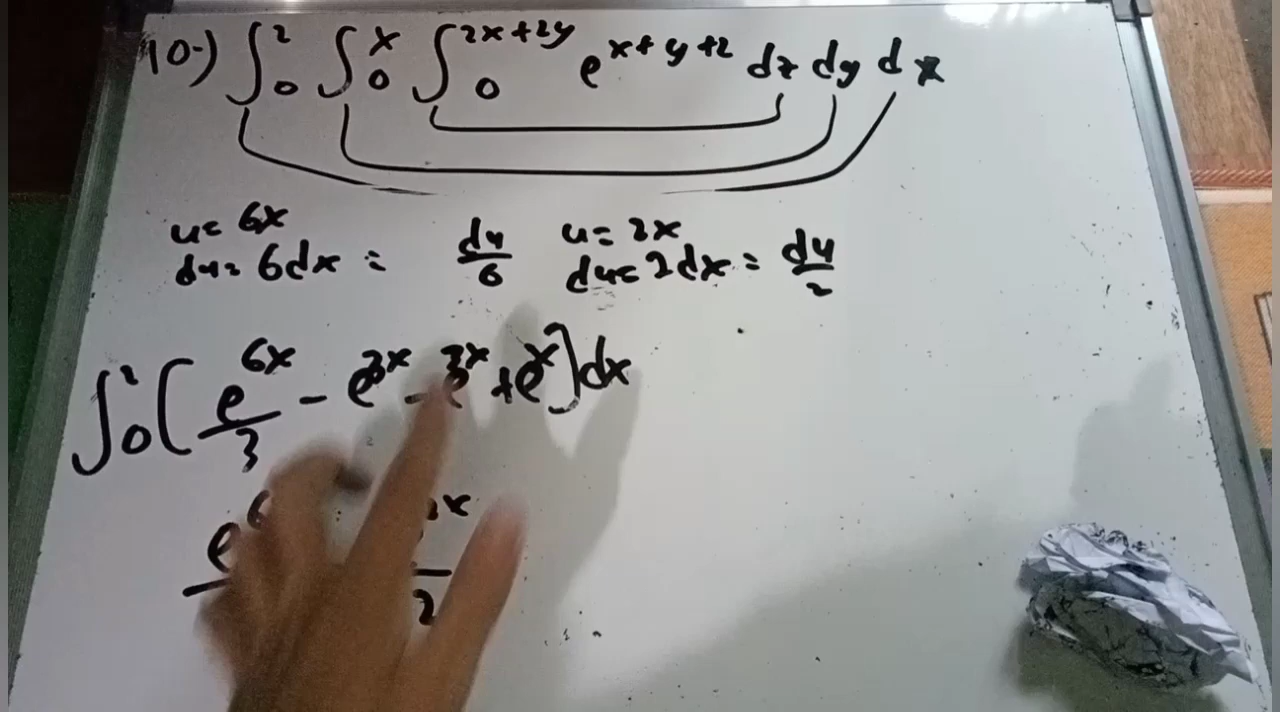 10-) ∫₀² ∫₀ˣ ∫₀^{2x+2y} e^{x+y+z} dz dy dx
u= 6x
du= 6dx = du/6
u= 2x
du= 2dx = du/2
∫₀² [e^{6x}/3 - e^{2x} - e^{3x} + e^x] dx